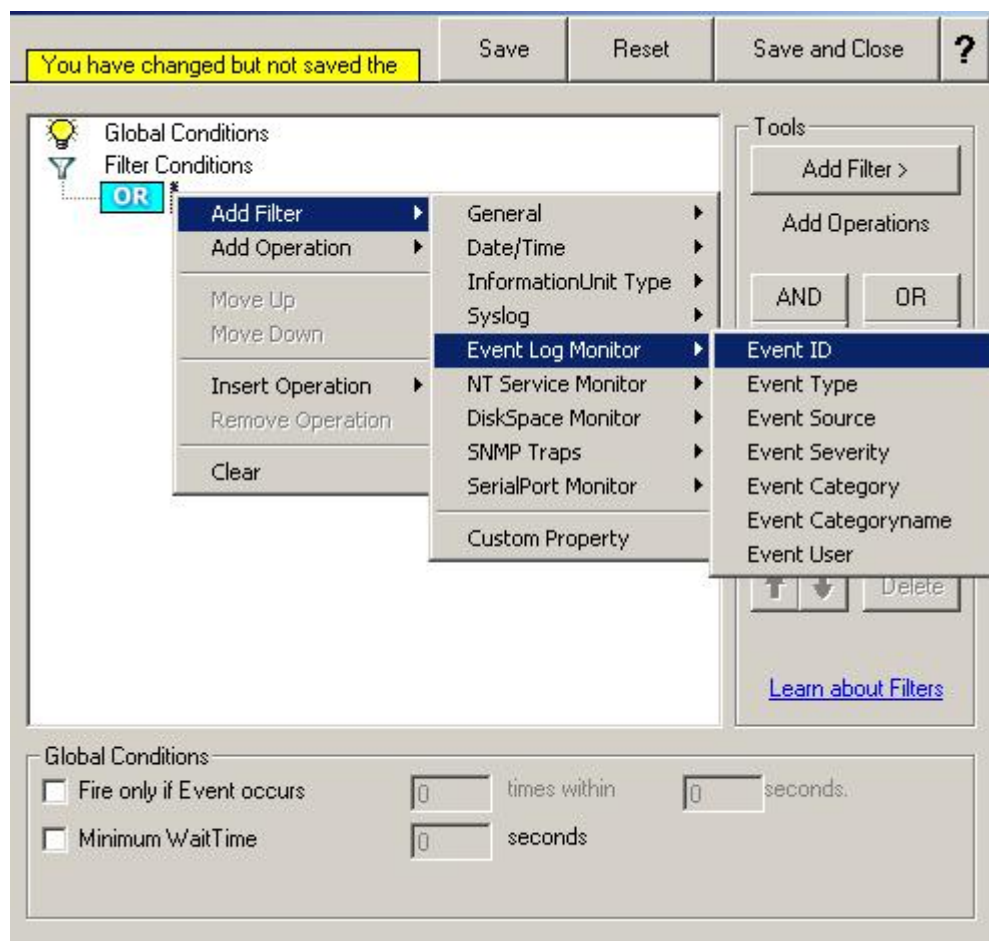 You have changed but not saved the
Save
Reset
Save and Close
?
Global Conditions
Filter Conditions
OR
Tools
Add Filter >
Add Operations
AND
OR
Add Filter
Add Operation
Move Up
Move Down
Insert Operation
Remove Operation
Clear
General
Date/Time
InformationUnit Type
Syslog
Event Log Monitor
NT Service Monitor
DiskSpace Monitor
SNMP Traps
SerialPort Monitor
Custom Property
Event ID
Event Type
Event Source
Event Severity
Event Category
Event Categoryname
Event User
Delete
Learn about Filters
Global Conditions
Fire only if Event occurs 0 times within 0 seconds.
Minimum WaitTime 0 seconds